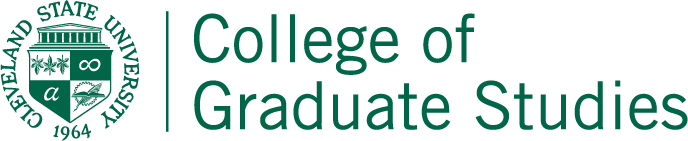 CLEVELAND STATE UNIVERSITY
∞
a
1964
College of
Graduate Studies